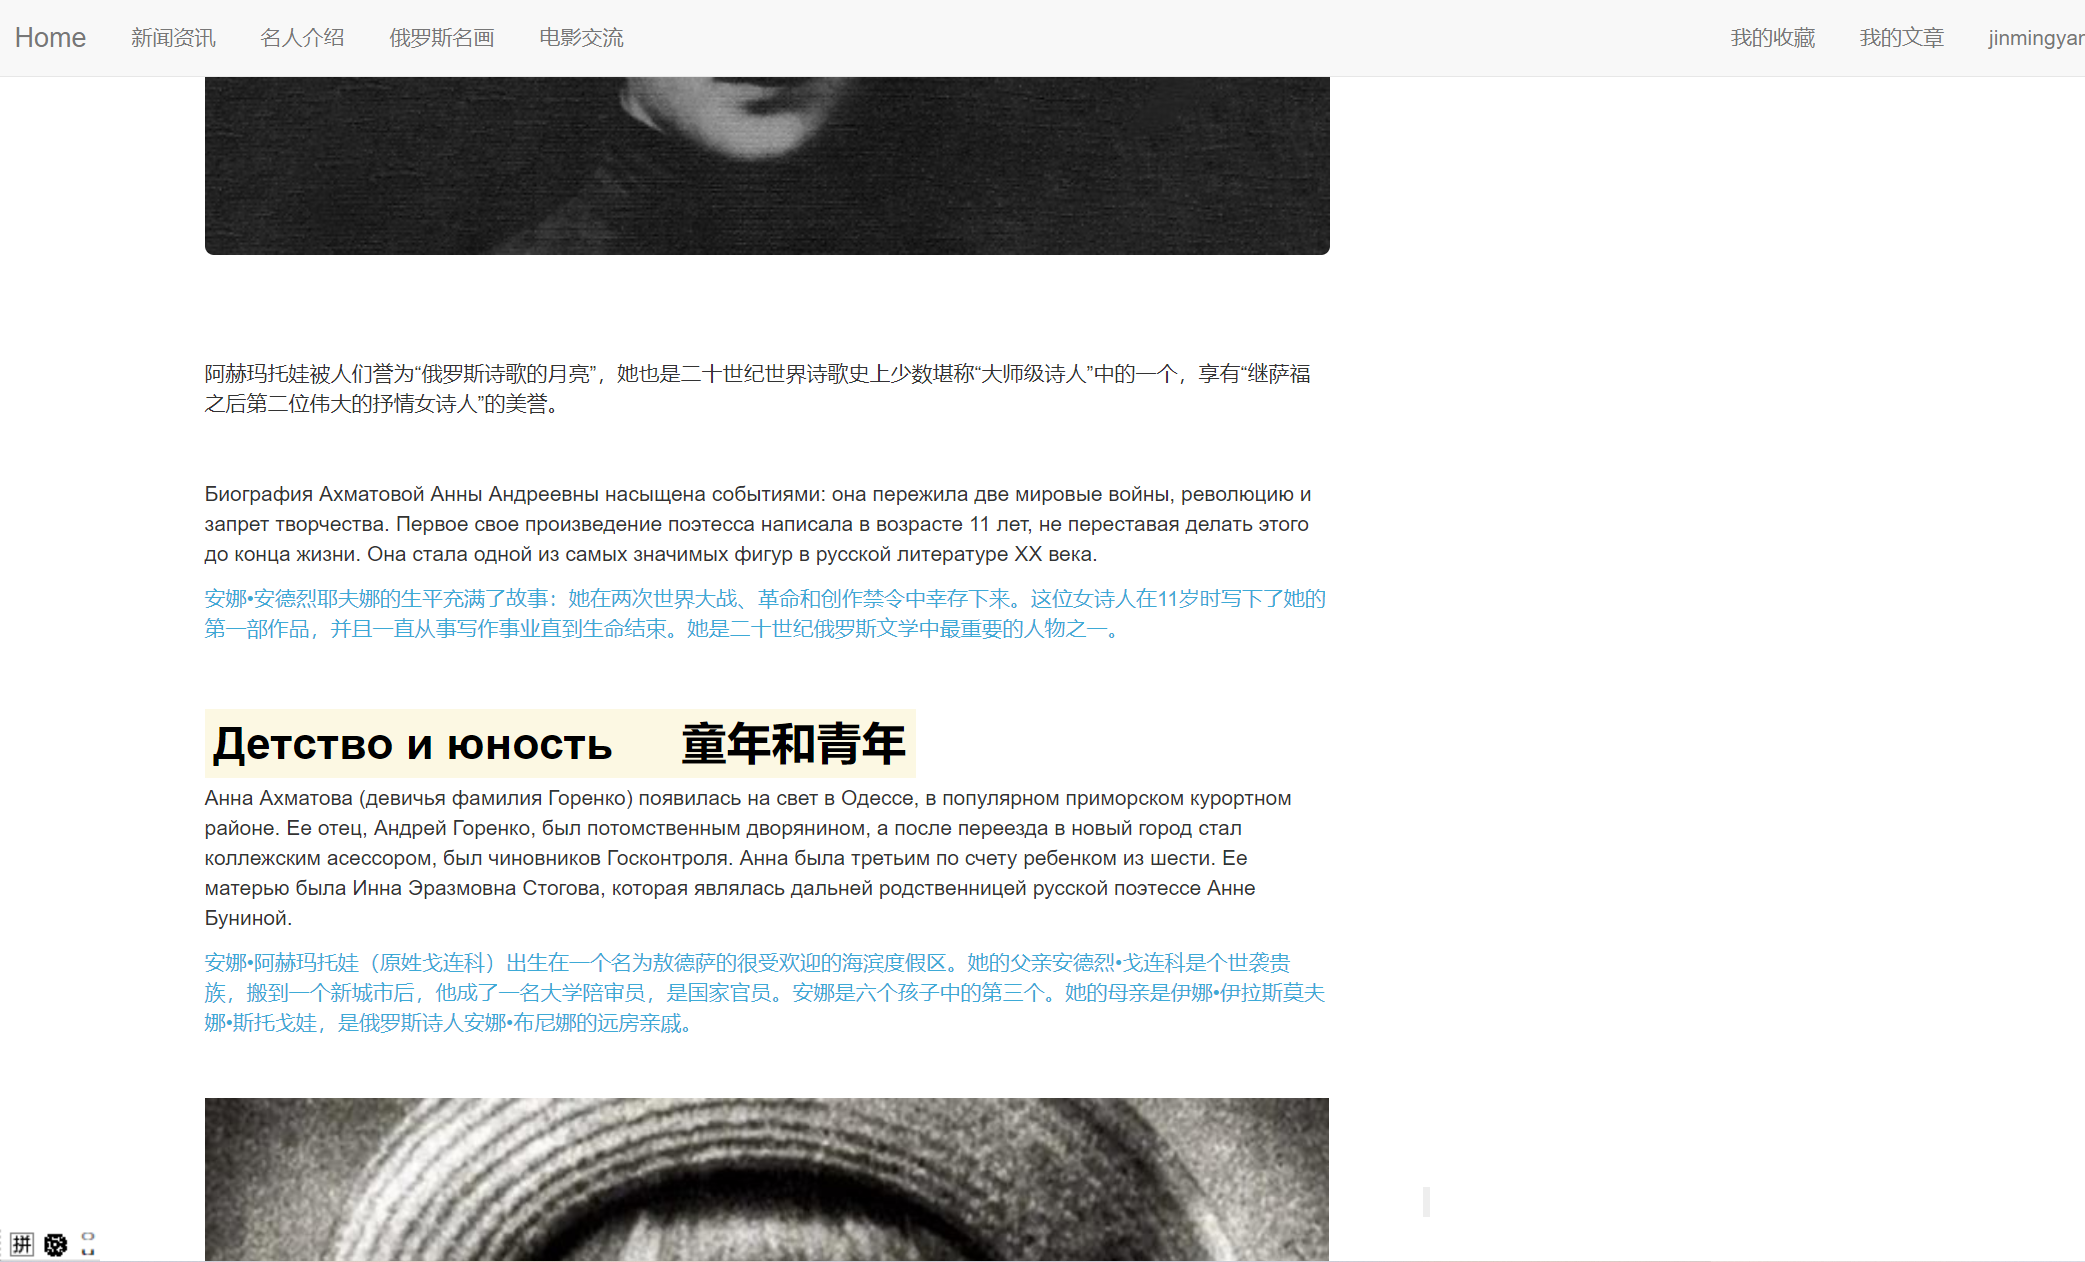 Home 新闻资讯 名人介绍 俄罗斯名画 电影交流 我的收藏 我的文章 jinmingyar
阿赫玛托娃被人们誉为“俄罗斯诗歌的月亮”，她也是二十世纪世界诗歌史上少数堪称“大师级诗人”中的一个，享有“继萨福
之后第二位伟大的抒情女诗人”的美誉。
Биография Ахматовой Анны Андреевны насыщена событиями: она пережила две мировые войны, революцию и
запрет творчества. Первое свое произведение поэтесса написала в возрасте 11 лет, не переставая делать этого
до конца жизни. Она стала одной из самых значимых фигур в русской литературе XX века.
安娜•安德烈耶夫娜的生平充满了故事：她在两次世界大战、革命和创作禁令中幸存下来。这位女诗人在11岁时写下了她的
第一部作品，并且一直从事写作事业直到生命结束。她是二十世纪俄罗斯文学中最重要的人物之一。
Детство и юность 童年和青年
Анна Ахматова (девичья фамилия Горенко) появилась на свет в Одессе, в популярном приморском курортном
районе. Ее отец, Андрей Горенко, был потомственным дворянином, а после переезда в новый город стал
коллежским асессором, был чиновников Госконтроля. Анна была третьим по счету ребенком из шести. Ее
матерью была Инна Эразмовна Стогова, которая являлась дальней родственницей русской поэтессе Анне
Буниной.
安娜•阿赫玛托娃（原姓戈连科）出生在一个名为敖德萨的很受欢迎的海滨度假区。她的父亲安德烈•戈连科是个世袭贵
族，搬到一个新城市后，他成了一名大学陪审员，是国家官员。安娜是六个孩子中的第三个。她的母亲是伊娜•伊拉斯莫夫
娜•斯托戈娃，是俄罗斯诗人安娜•布尼娜的远房亲戚。
拼